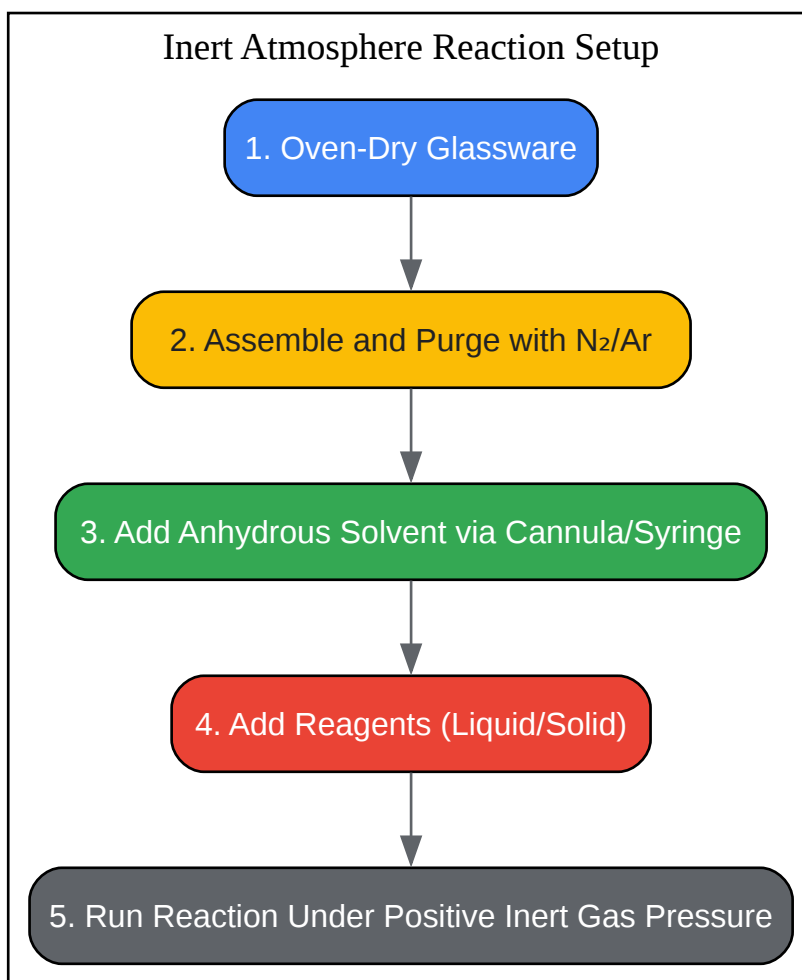 Inert Atmosphere Reaction Setup
1. Oven-Dry Glassware
2. Assemble and Purge with N₂/Ar
3. Add Anhydrous Solvent via Cannula/Syringe
4. Add Reagents (Liquid/Solid)
5. Run Reaction Under Positive Inert Gas Pressure